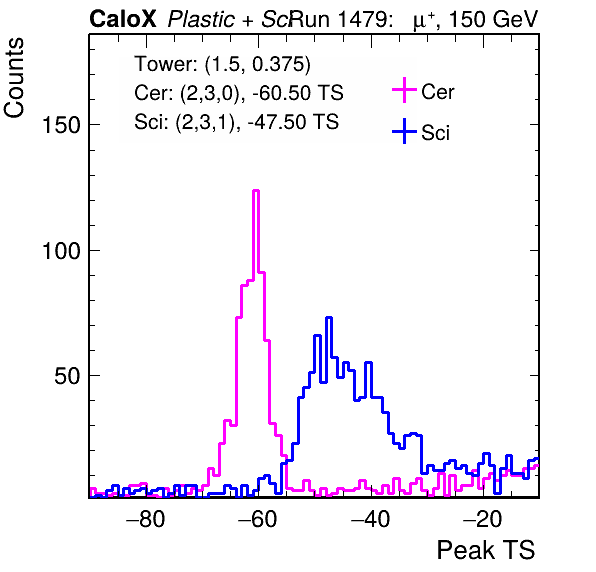 CaloX Plastic + SciRun 1479: μ⁺, 150 GeV
Tower: (1.5, 0.375)
Cer: (2,3,0), -60.50 TS
Sci: (2,3,1), -47.50 TS
Cer
Sci
Counts
150
100
50
−80 −60 −40 −20
Peak TS